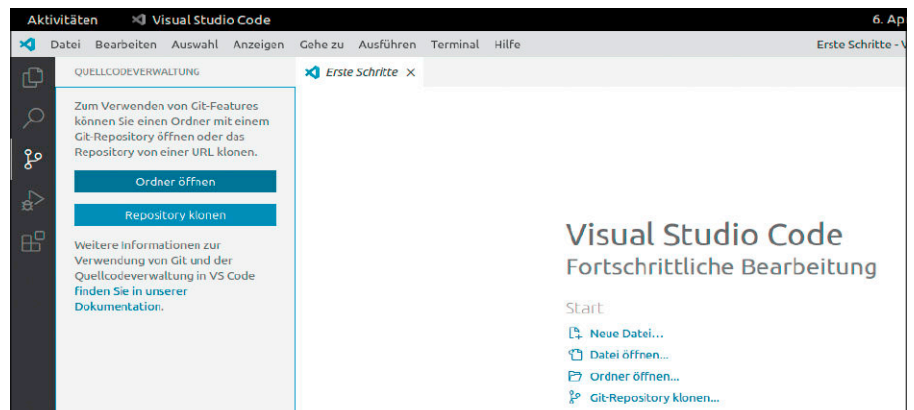 Aktivitäten Visual Studio Code 6. Ap
Datei Bearbeiten Auswahl Anzeigen Gehe zu Ausführen Terminal Hilfe Erste Schritte - V
QUELLCODEVERWALTUNG
Erste Schritte
Zum Verwenden von Git-Features
können Sie einen Ordner mit einem
Git-Repository öffnen oder das
Repository von einer URL klonen.
Ordner öffnen
Repository klonen
Weitere Informationen zur
Verwendung von Git und der
Quellcodeverwaltung in VS Code
finden Sie in unserer
Dokumentation.
Visual Studio Code
Fortschrittliche Bearbeitung
Start
Neue Datei...
Datei öffnen...
Ordner öffnen...
Git-Repository klonen...